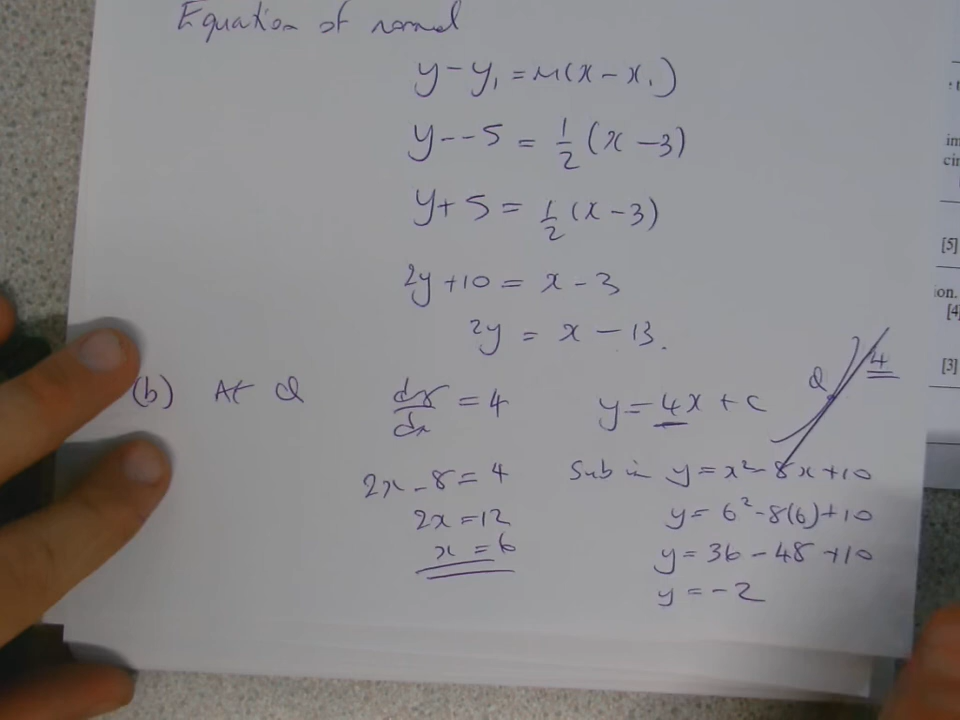 Equation of normal
y - y₁ = m(x - x₁)
y - - 5 = 1/2 (x - 3)
y + 5 = 1/2 (x - 3)
2y + 10 = x - 3
2y = x - 13.
(b) At Q dy/dx = 4 y = 4x + c
Q 4
2x - 8 = 4 Sub in y = x² - 8x + 10
2x = 12 y = 6² - 8(6) + 10
x = 6 y = 36 - 48 + 10
y = -2
[5]
[4]
[3]